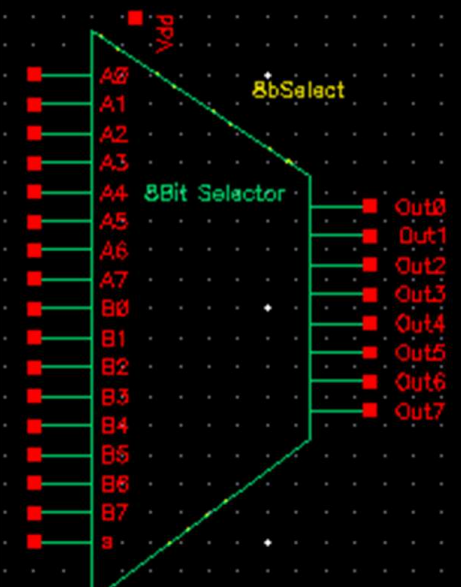 Vdd
8bSelect
8Bit Selector
A0
A1
A2
A3
A4
A5
A6
A7
B0
B1
B2
B3
B4
B5
B6
B7
s
Out0
Out1
Out2
Out3
Out4
Out5
Out6
Out7